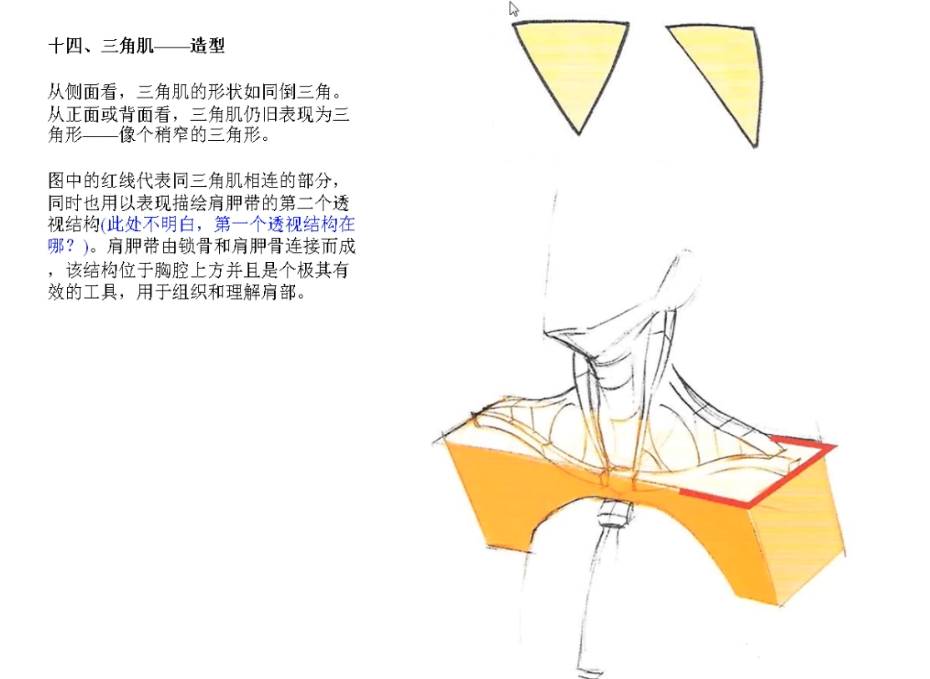 十四、三角肌——造型
从侧面看，三角肌的形状如同倒三角。
从正面或背面看，三角肌仍旧表现为三
角形——像个稍窄的三角形。
图中的红线代表同三角肌相连的部分，
同时也用以表现描绘肩胛带的第二个透
视结构(此处不明白，第一个透视结构在
哪？)。肩胛带由锁骨和肩胛骨连接而成
，该结构位于胸腔上方并且是个极其有
效的工具，用于组织和理解肩部。